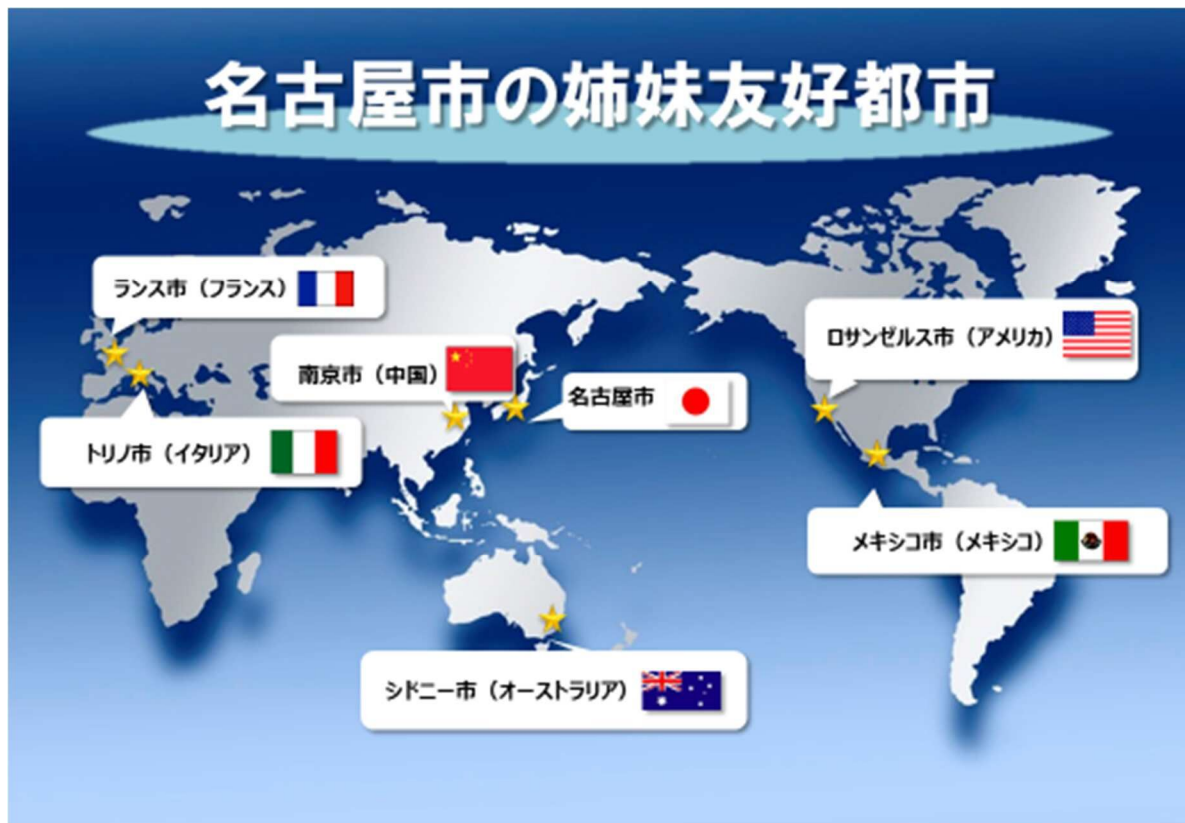 名古屋市の姉妹友好都市
ランス市（フランス）
ロサンゼルス市（アメリカ）
南京市（中国）
名古屋市
トリノ市（イタリア）
メキシコ市（メキシコ）
シドニー市（オーストラリア）